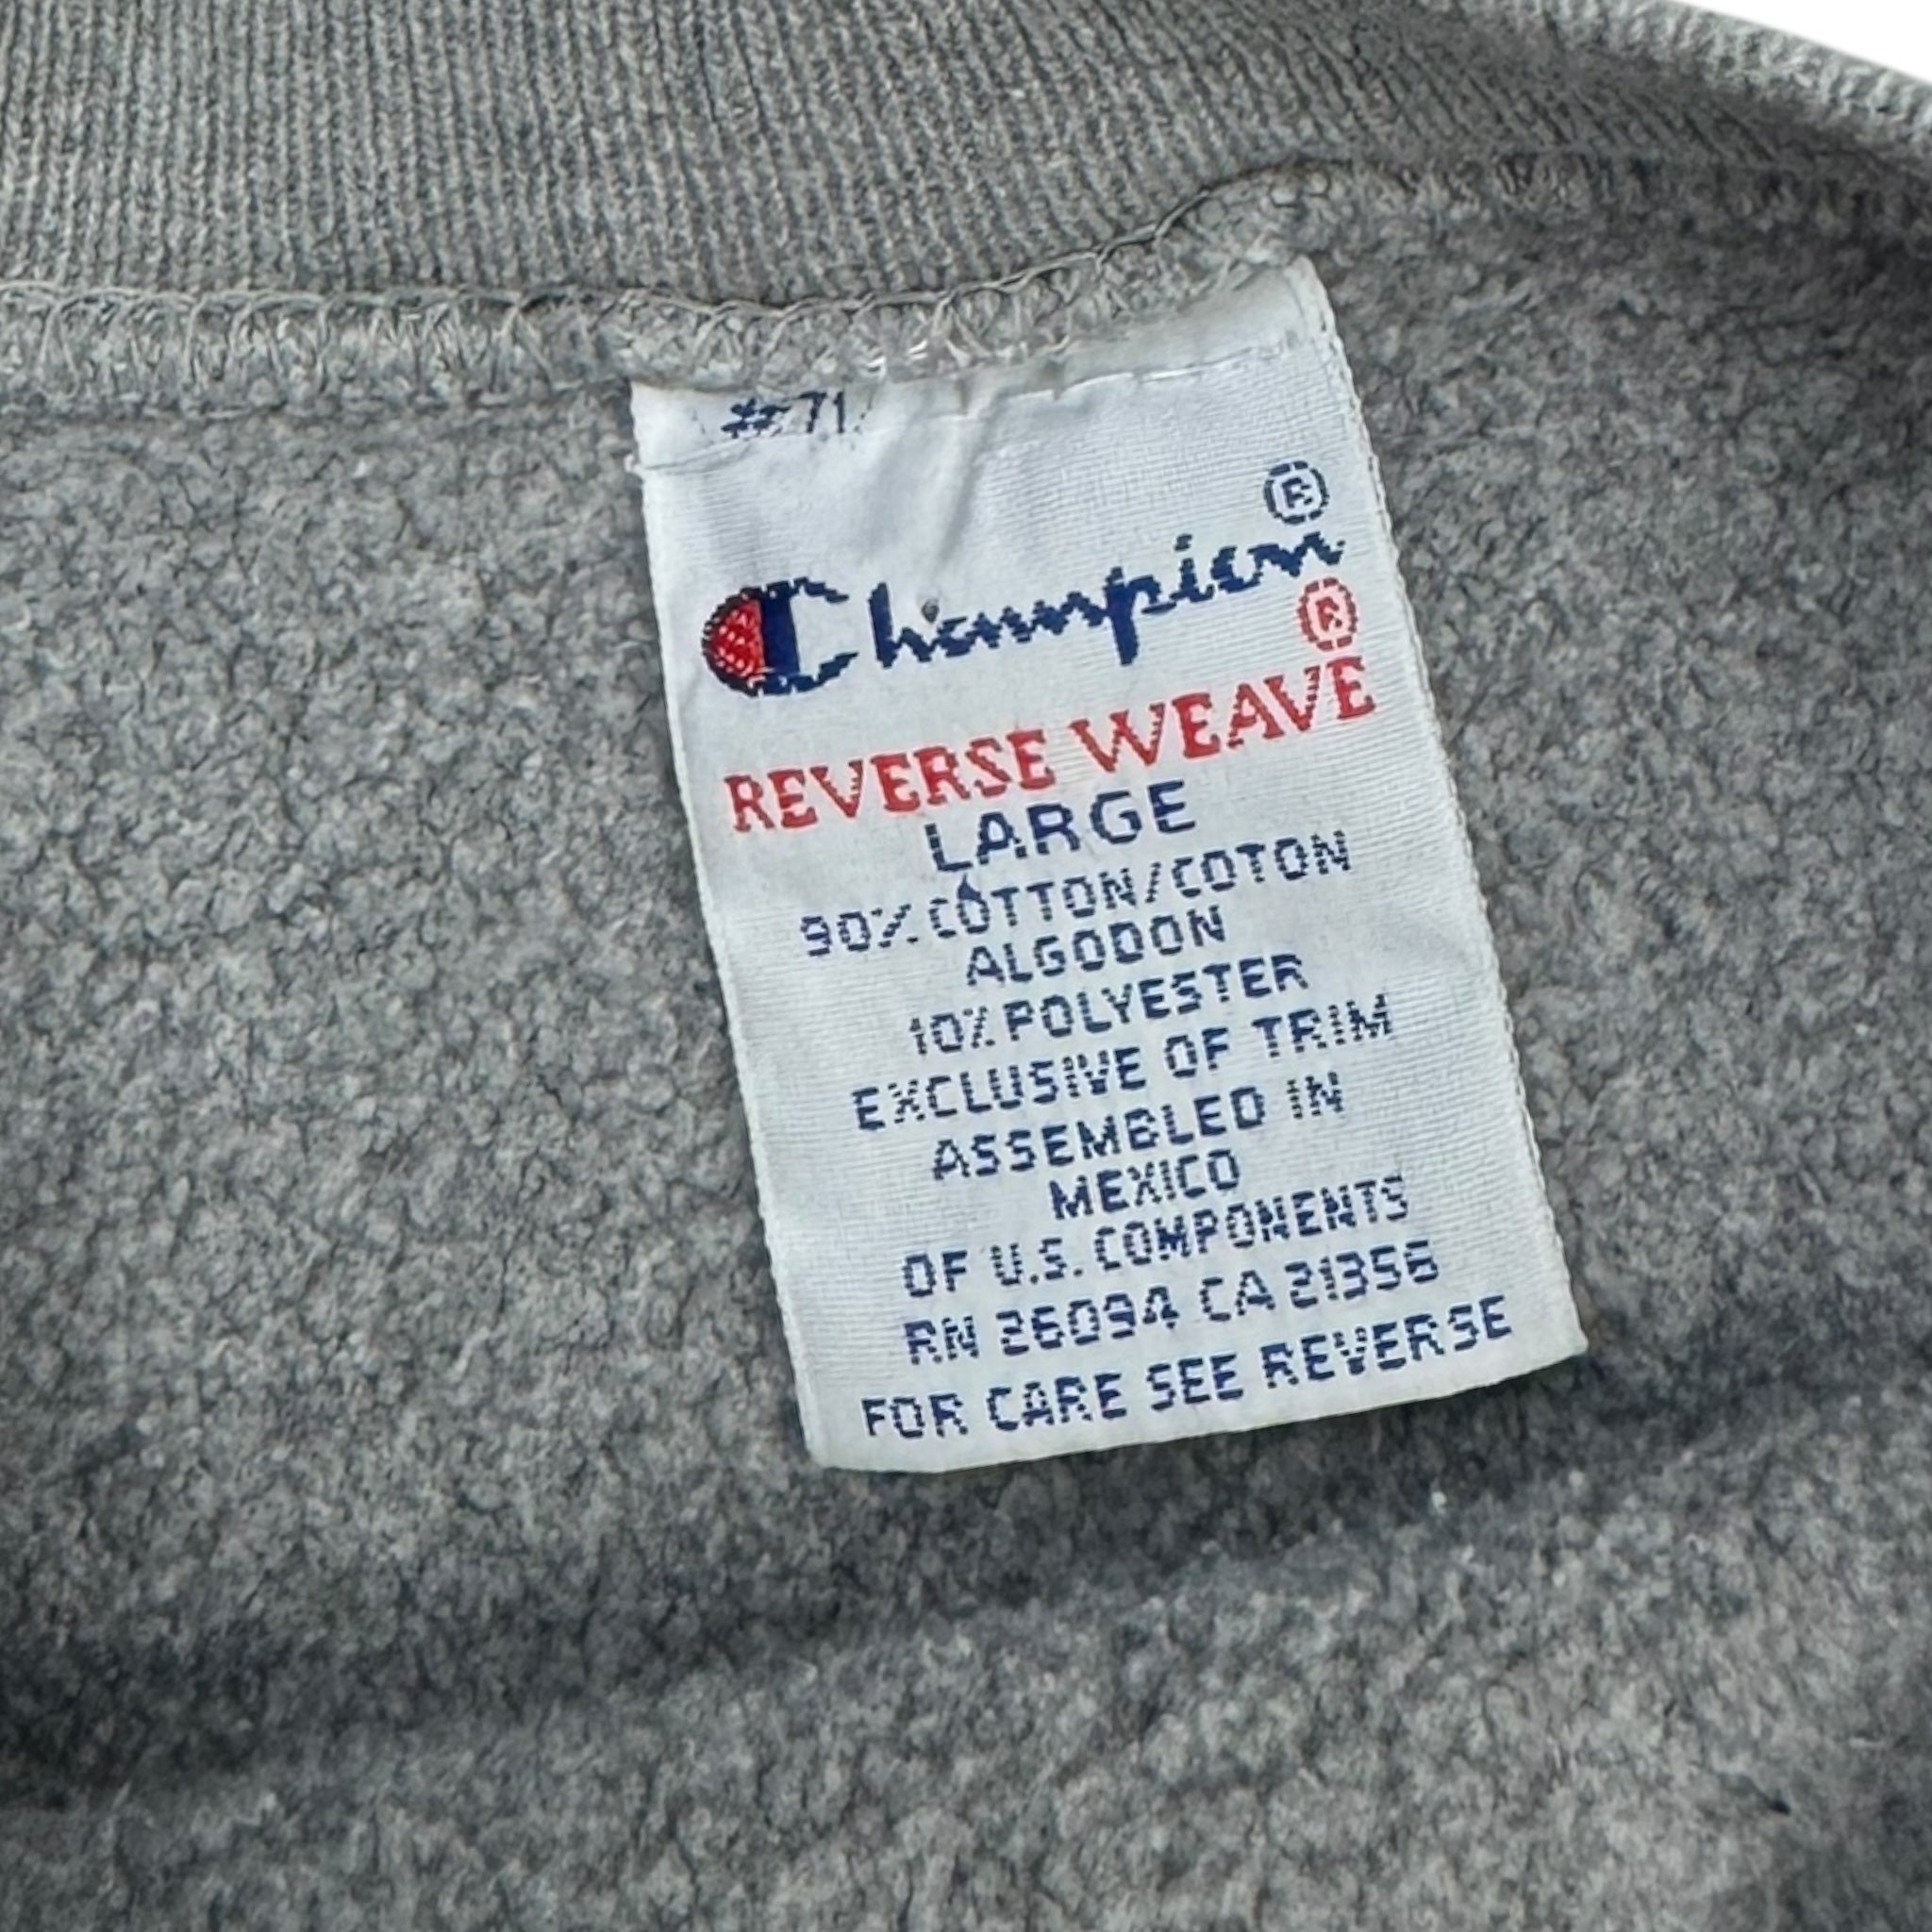 #71
®
Champion
®
REVERSE WEAVE
LARGE
90% COTTON/COTON
ALGODON
10% POLYESTER
EXCLUSIVE OF TRIM
ASSEMBLED IN
MEXICO
OF U.S. COMPONENTS
RN 26094 CA 21358
FOR CARE SEE REVERSE